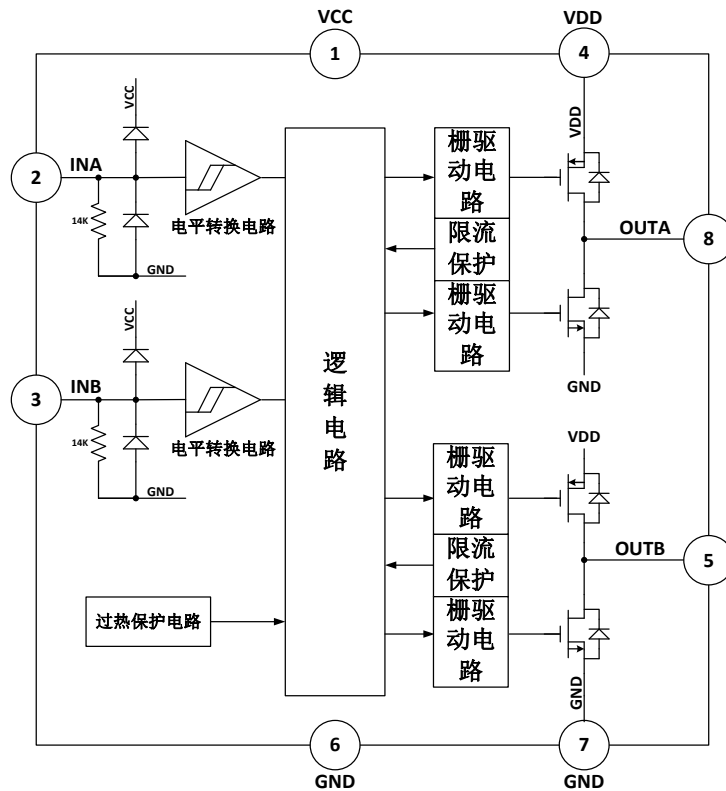 VCC
1
VDD
4
VCC
VDD
2
INA
14K
电平转换电路
GND
栅驱
动电
路
限流
保护
栅驱
动电
路
OUTA
8
GND
VCC
3
INB
14K
电平转换电路
GND
逻
辑
电
路
VDD
栅驱
动电
路
限流
保护
栅驱
动电
路
OUTB
5
过热保护电路
GND
6
GND
7
GND